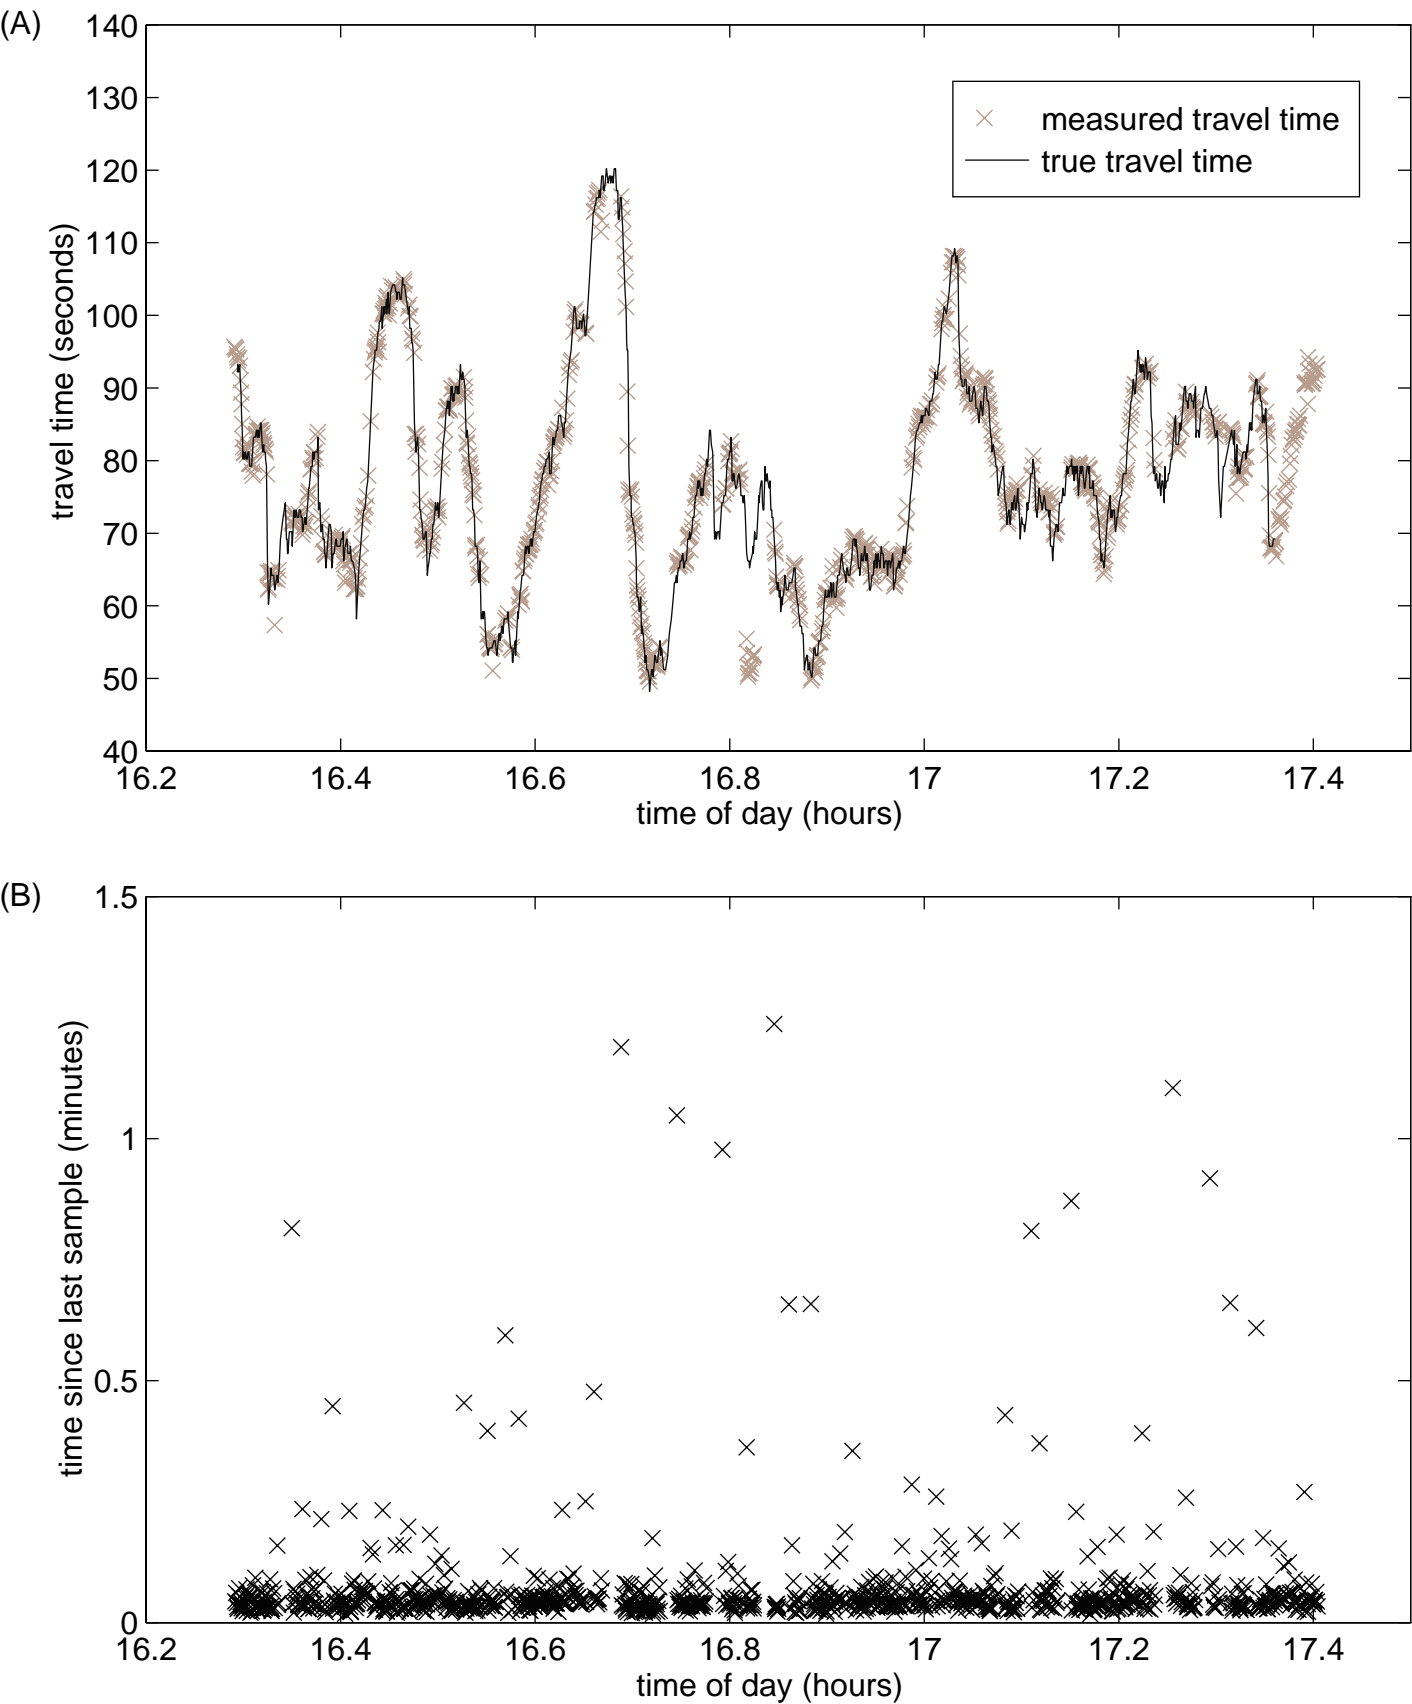 (A)
140
130
120
110
100
90
80
70
60
50
40
travel time (seconds)
measured travel time
true travel time
16.2 16.4 16.6 16.8 17 17.2 17.4
time of day (hours)
(B)
1.5
1
0.5
0
time since last sample (minutes)
16.2 16.4 16.6 16.8 17 17.2 17.4
time of day (hours)